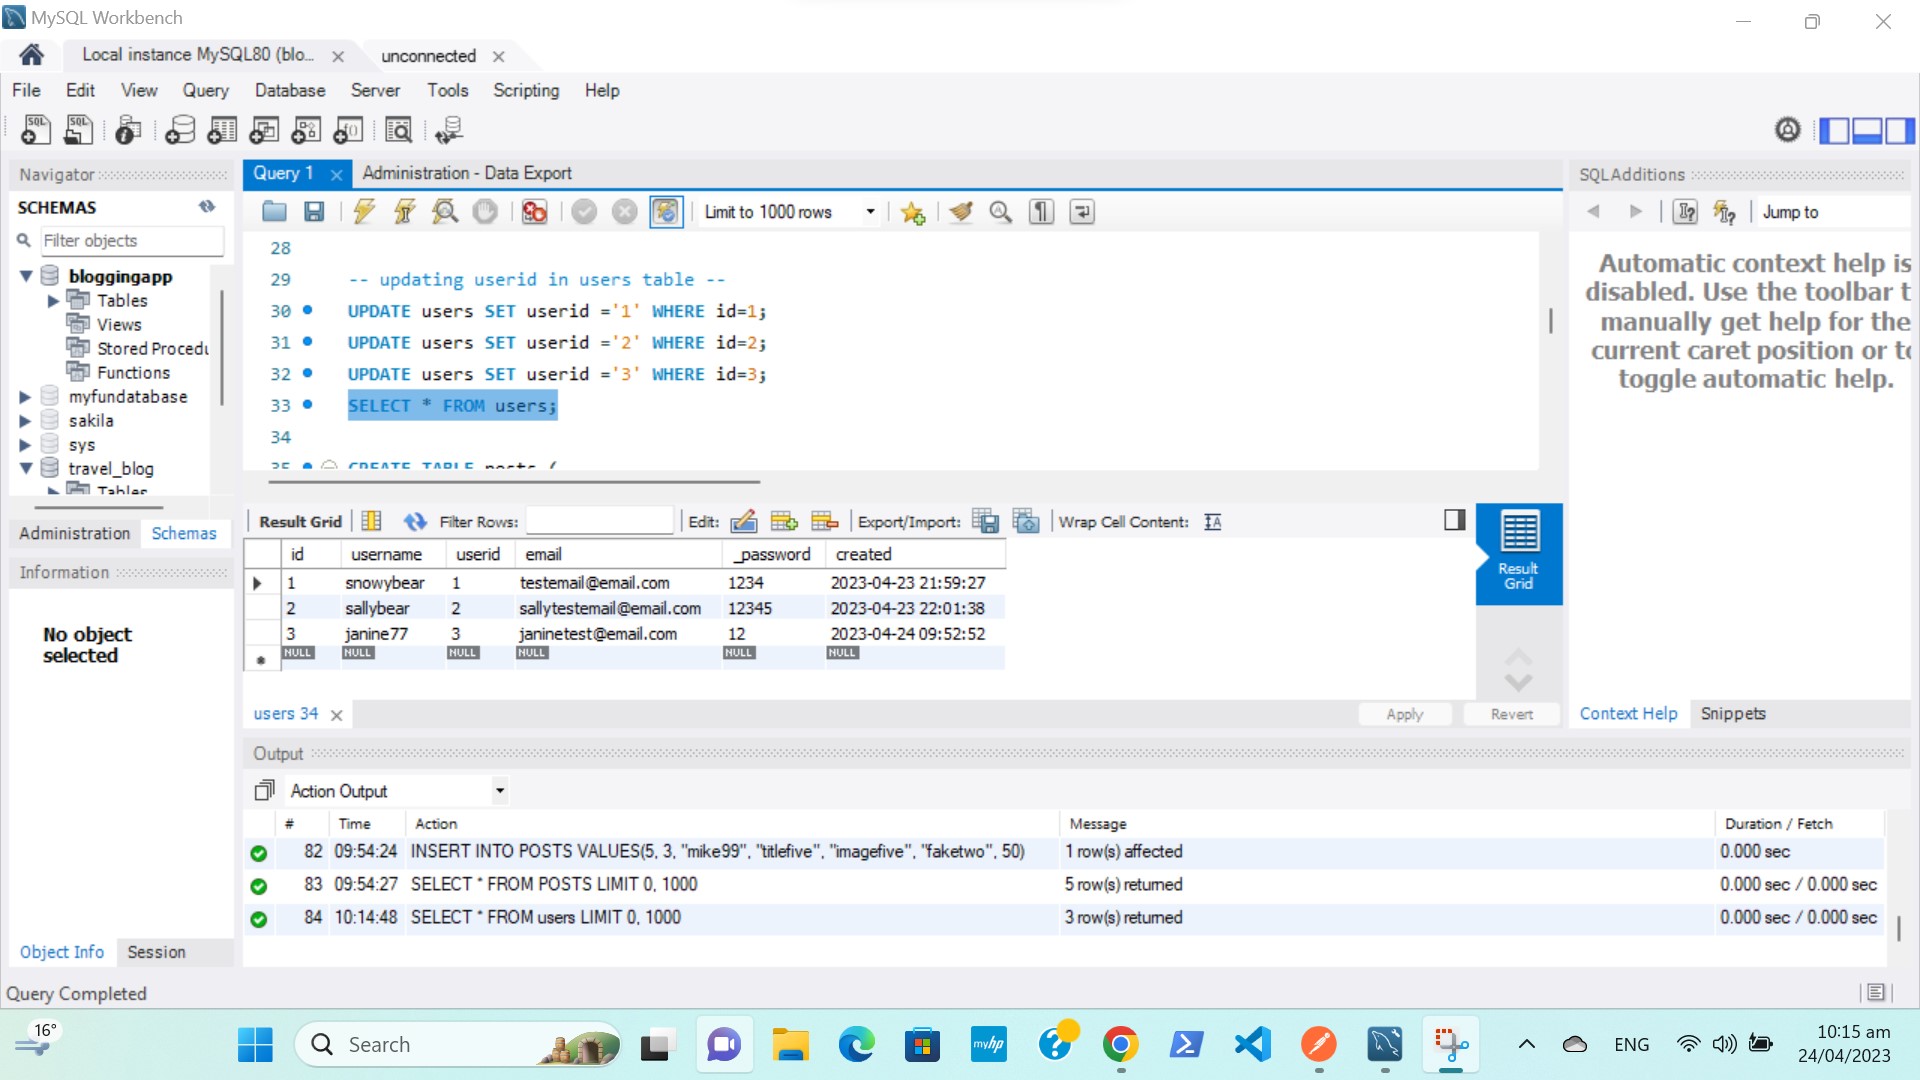 MySQL Workbench
Local instance MySQL80 (blo...
unconnected
File Edit View Query Database Server Tools Scripting Help
Navigator
SCHEMAS
Filter objects
bloggingapp
Tables
Views
Stored Procedu
Functions
myfundatabase
sakila
sys
travel_blog
Tables
Administration Schemas
Information
No object
selected
Object Info Session
Query 1
Administration - Data Export
Limit to 1000 rows
28
29 -- updating userid in users table --
30 UPDATE users SET userid ='1' WHERE id=1;
31 UPDATE users SET userid ='2' WHERE id=2;
32 UPDATE users SET userid ='3' WHERE id=3;
33 SELECT * FROM users;
34
35 CREATE TABLE posts (
Result Grid Filter Rows: Edit: Export/Import: Wrap Cell Content: IA
id username userid email _password created
1 snowybear 1 testemail@email.com 1234 2023-04-23 21:59:27
2 sallybear 2 sallytestemail@email.com 12345 2023-04-23 22:01:38
3 janine77 3 janinetest@email.com 12 2023-04-24 09:52:52
NULL NULL NULL NULL NULL NULL
Result
Grid
users 34
Apply Revert
SQLAdditions
Jump to
Automatic context help is
disabled. Use the toolbar t
manually get help for the
current caret position or to
toggle automatic help.
Context Help Snippets
Output
Action Output
# Time Action Message Duration / Fetch
82 09:54:24 INSERT INTO POSTS VALUES(5, 3, "mike99", "titlefive", "imagefive", "faketwo", 50) 1 row(s) affected 0.000 sec
83 09:54:27 SELECT * FROM POSTS LIMIT 0, 1000 5 row(s) returned 0.000 sec / 0.000 sec
84 10:14:48 SELECT * FROM users LIMIT 0, 1000 3 row(s) returned 0.000 sec / 0.000 sec
Query Completed
16°
Search
myhp
ENG
10:15 am
24/04/2023